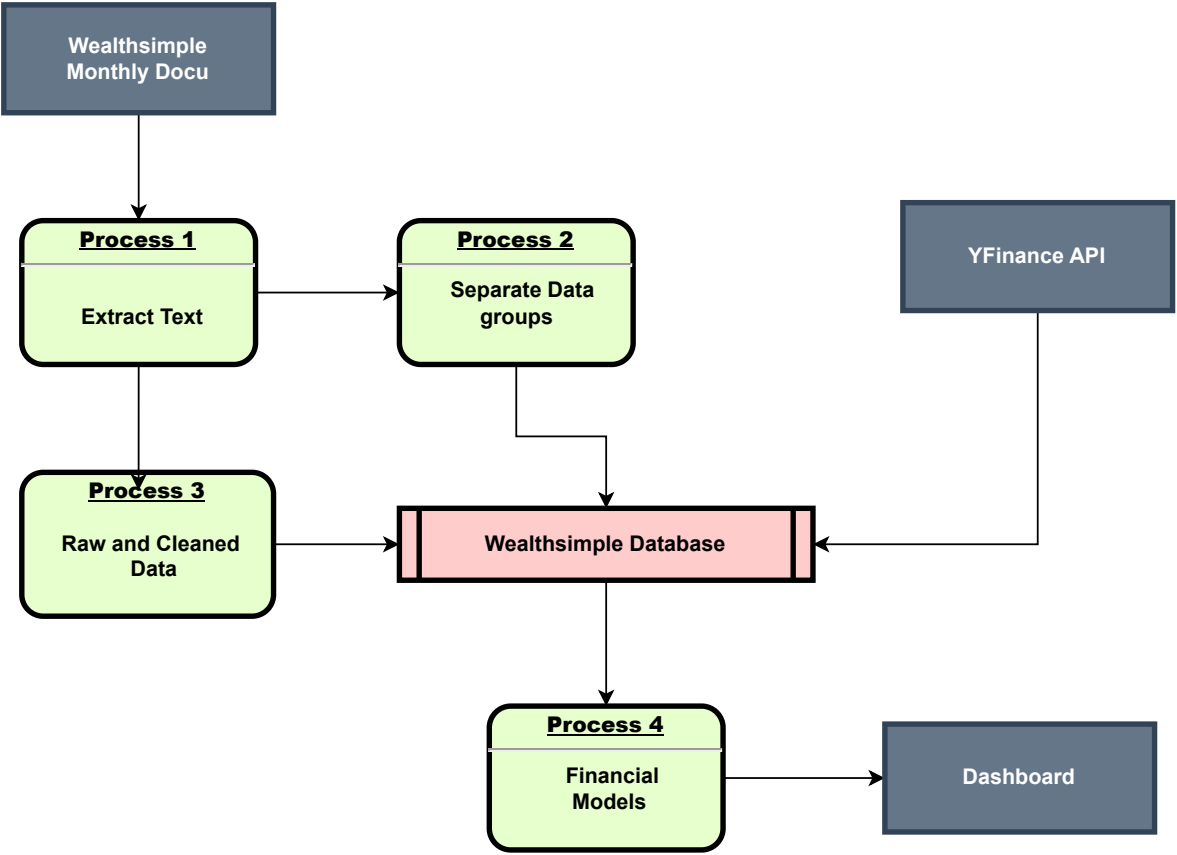 Wealthsimple
Monthly Docu
Process 1
Extract Text
Process 2
Separate Data
groups
YFinance API
Process 3
Raw and Cleaned
Data
Wealthsimple Database
Process 4
Financial
Models
Dashboard